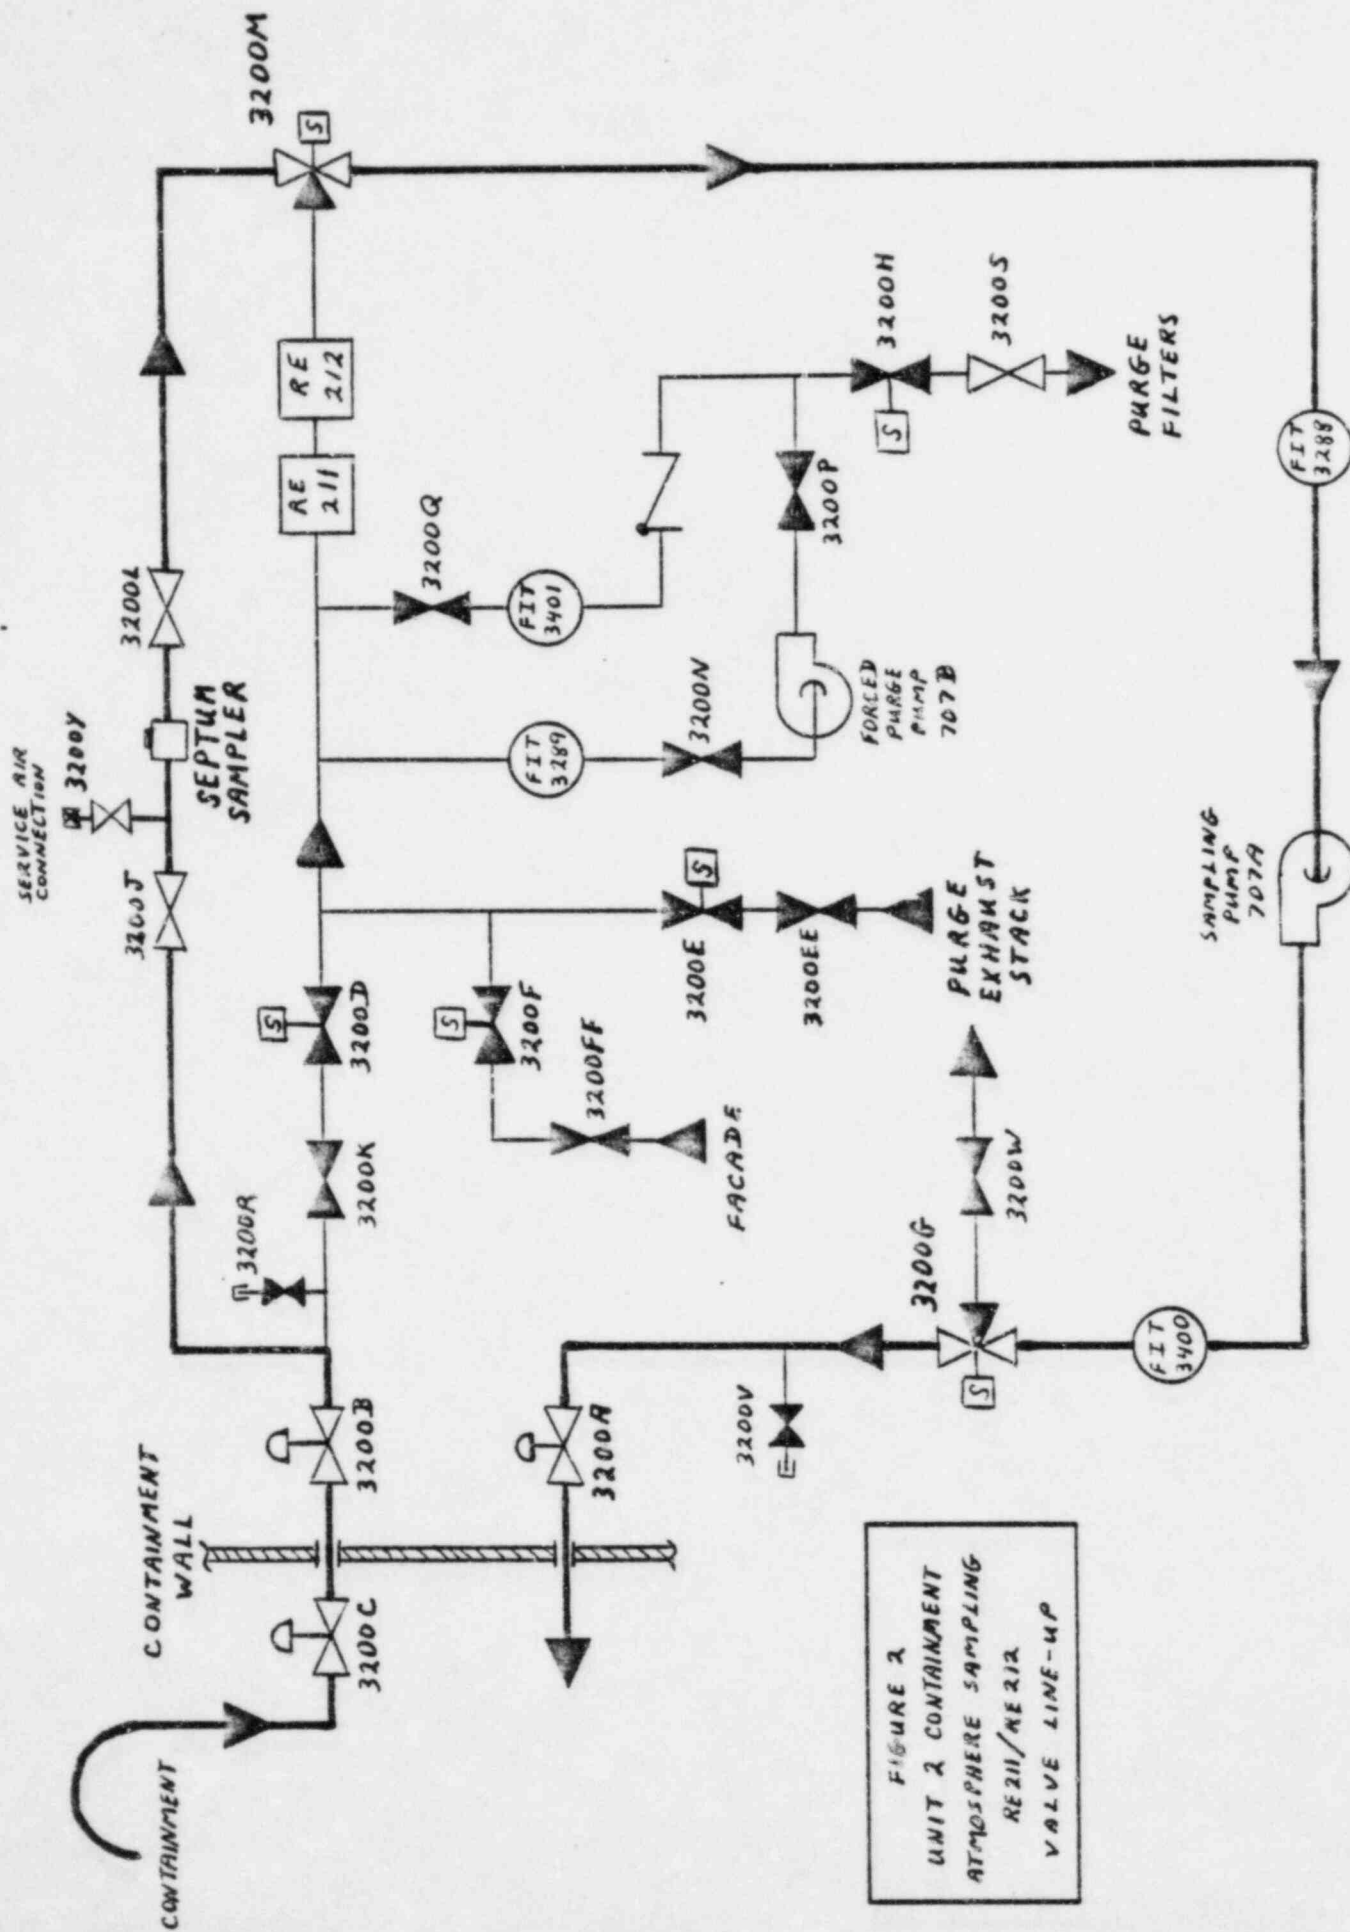 SERVICE AIR
CONNECTION
3200Y
3200J
SEPTUM
SAMPLER
3200L
3200M
S
CONTAINMENT
CONTAINMENT
WALL
3200C
3200B
3200R
3200K
S
3200D
RE
211
RE
212
S
3200F
3200FF
FACADE
S
3200E
3200EE
PURGE
EXHAUST
STACK
FIT
3289
3200N
FORCED
PURGE
PUMP
707B
3200Q
FIT
3401
3200P
S
3200H
3200S
PURGE
FILTERS
3200A
3200V
S
3200G
3200W
FIT
3400
SAMPLING
PUMP
707A
FIT
3288
FIGURE 2
UNIT 2 CONTAINMENT
ATMOSPHERE SAMPLING
RE211/RE212
VALVE LINE-UP